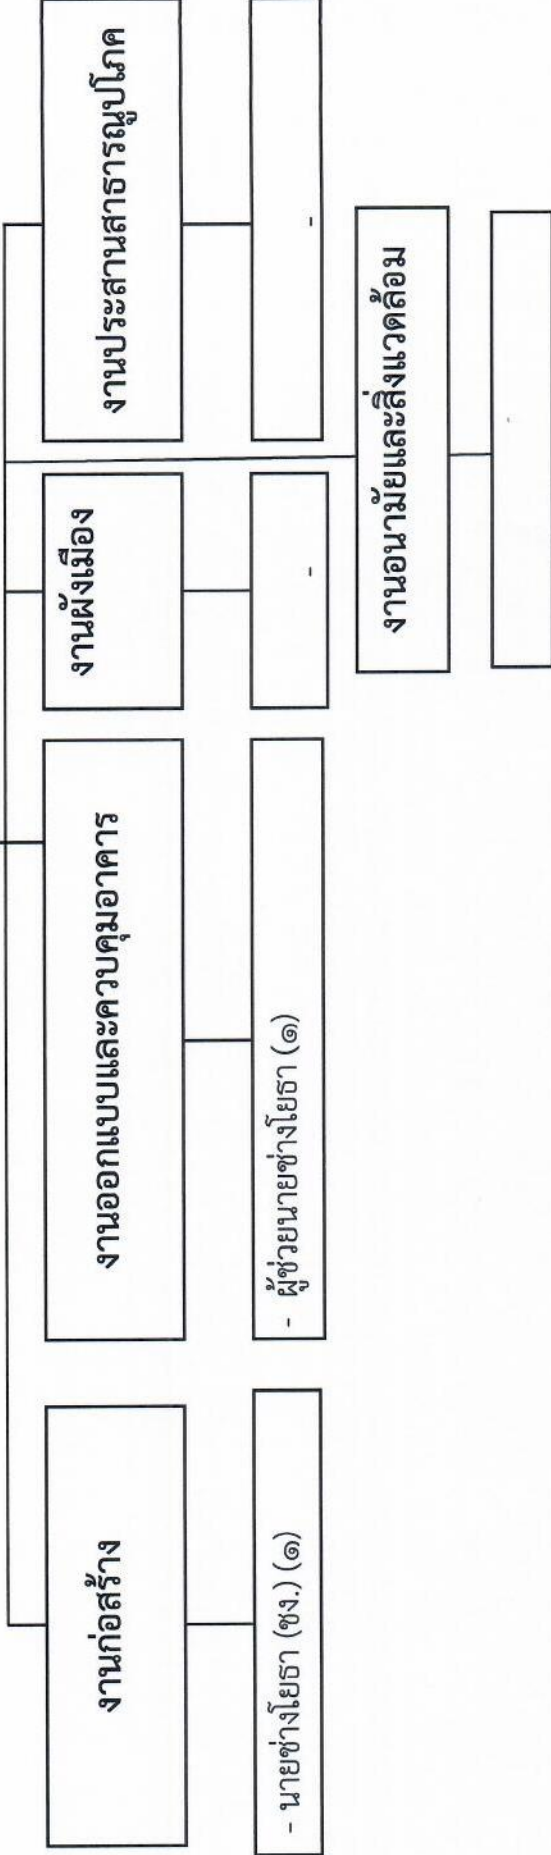 งานก่อสร้าง
งานออกแบบและควบคุมอาคาร
งานผังเมือง
งานประสานสาธารณูปโภค
- นายช่างโยธา (ชง.) (๑)
- ผู้ช่วยนายช่างโยธา (๑)
-
-
งานอนามัยและสิ่งแวดล้อม
-